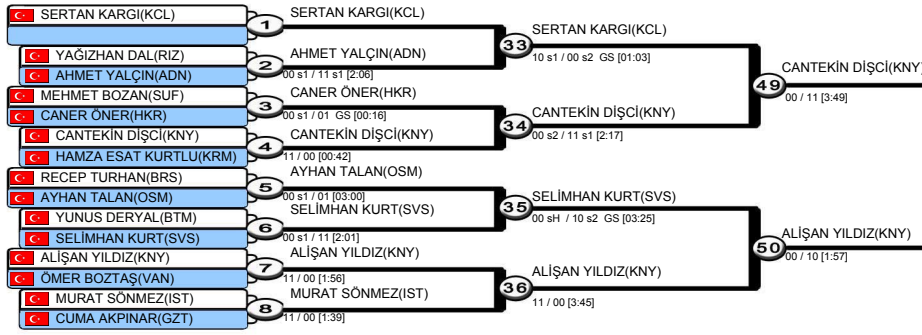 SERTAN KARGI(KCL)
1
SERTAN KARGI(KCL)
YAĞIZHAN DAL(RIZ)
AHMET YALÇIN(ADN)
2
AHMET YALÇIN(ADN)
00 s1 / 11 s1 [2:06]
33
SERTAN KARGI(KCL)
10 s1 / 00 s2 GS [01:03]
MEHMET BOZAN(SUF)
CANER ÖNER(HKR)
3
CANER ÖNER(HKR)
00 s1 / 01 GS [00:16]
CANTEKİN DİŞCİ(KNY)
HAMZA ESAT KURTLU(KRM)
4
CANTEKİN DİŞCİ(KNY)
11 / 00 [00:42]
34
CANTEKİN DİŞCİ(KNY)
00 s2 / 11 s1 [2:17]
49
CANTEKİN DİŞCİ(KNY)
00 / 11 [3:49]
RECEP TURHAN(BRS)
AYHAN TALAN(OSM)
5
AYHAN TALAN(OSM)
00 s1 / 01 [03:00]
YUNUS DERYAL(BTM)
SELİMHAN KURT(SVS)
6
SELİMHAN KURT(SVS)
00 s1 / 11 [2:01]
35
SELİMHAN KURT(SVS)
00 sH / 10 s2 GS [03:25]
ALİŞAN YILDIZ(KNY)
ÖMER BOZTAŞ(VAN)
7
ALİŞAN YILDIZ(KNY)
11 / 00 [1:56]
MURAT SÖNMEZ(IST)
CUMA AKPINAR(GZT)
8
MURAT SÖNMEZ(IST)
11 / 00 [1:39]
36
ALİŞAN YILDIZ(KNY)
11 / 00 [3:45]
50
ALİŞAN YILDIZ(KNY)
00 / 10 [1:57]